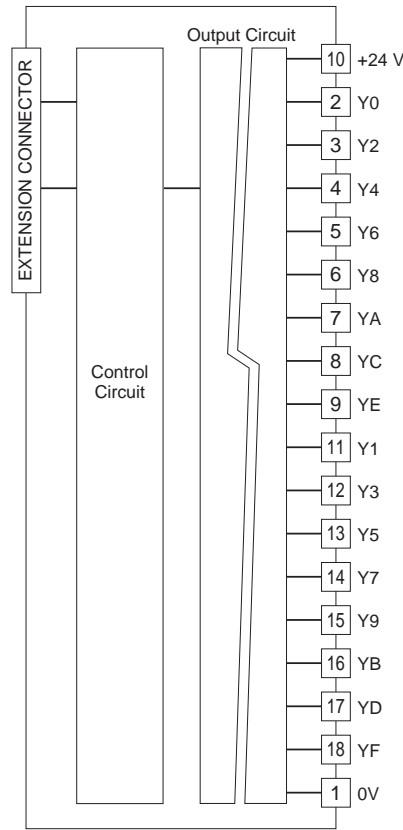 Output Circuit
EXTENSION CONNECTOR
Control
Circuit
10 +24 V
2 Y0
3 Y2
4 Y4
5 Y6
6 Y8
7 YA
8 YC
9 YE
11 Y1
12 Y3
13 Y5
14 Y7
15 Y9
16 YB
17 YD
18 YF
1 0V